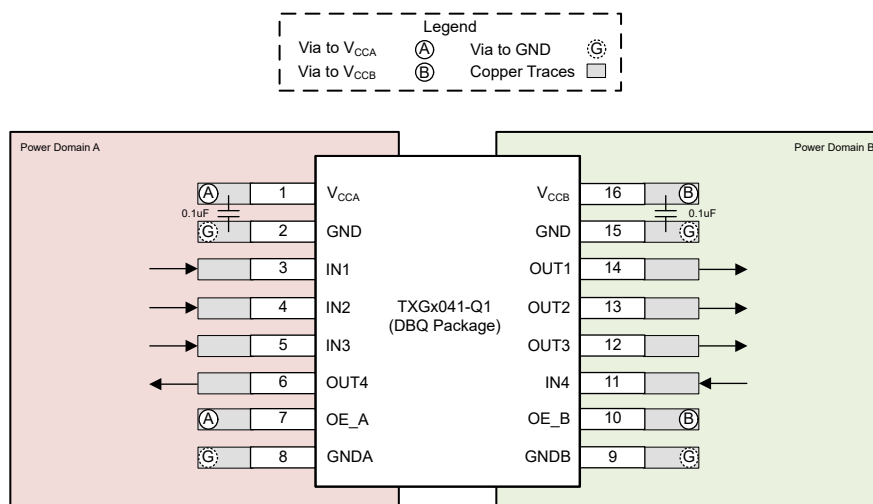 Legend
Via to VCCA A Via to GND G
Via to VCCB B Copper Traces
Power Domain A Power Domain B
A 1 VCCA VCCB 16 B
0.1uF 0.1uF
G 2 GND GND 15 G
3 IN1 OUT1 14
4 IN2 TXGx041-Q1 OUT2 13
(DBQ Package)
5 IN3 OUT3 12
6 OUT4 IN4 11
A 7 OE_A OE_B 10 B
G 8 GNDA GNDB 9 G